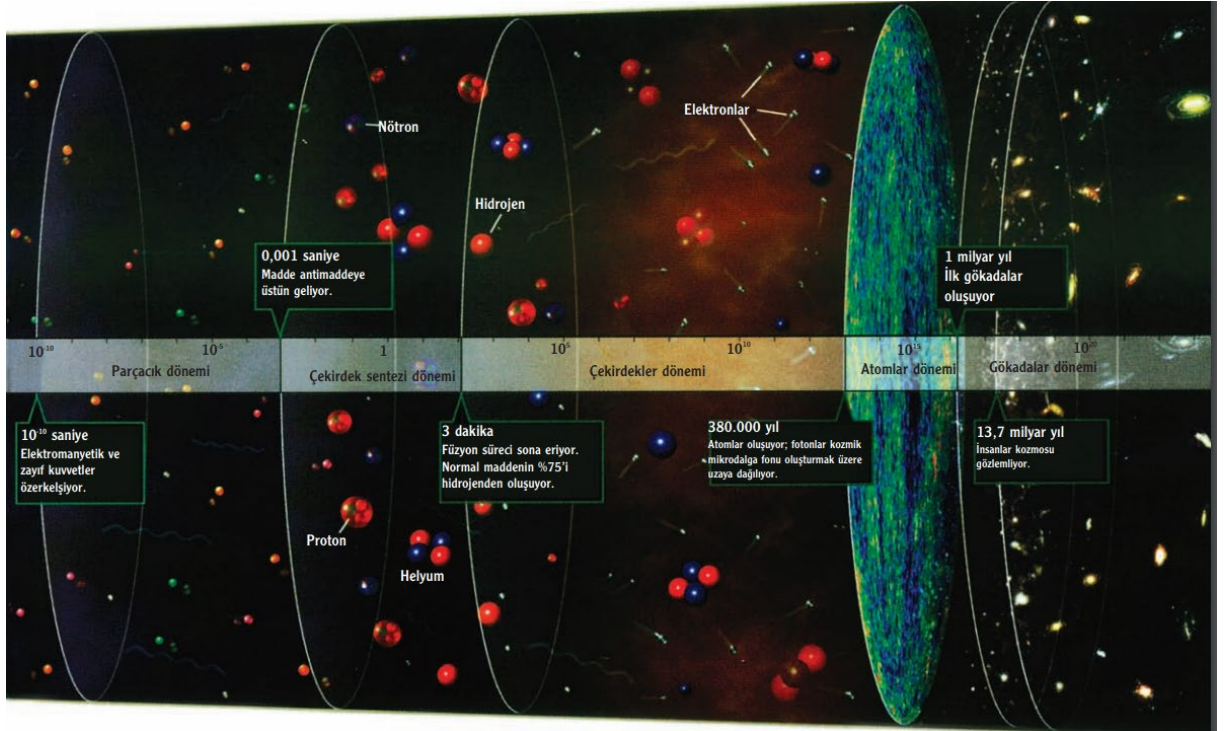 Elektronlar
Nötron
Hidrojen
0,001 saniye
Madde antimaddeye
üstün geliyor.
1 milyar yıl
İlk gökadalar
oluşuyor
10⁻¹⁰
10⁻⁵
1
10⁵
10¹⁰
10¹⁵
10²⁰
Parçacık dönemi
Çekirdek sentezi dönemi
Çekirdekler dönemi
Atomlar dönemi
Gökadalar dönemi
10⁻¹⁰ saniye
Elektromanyetik ve
zayıf kuvvetler
özerkelşiyor.
3 dakika
Füzyon süreci sona eriyor.
Normal maddenin %75’i
hidrojenden oluşuyor.
380.000 yıl
Atomlar oluşuyor; fotonlar kozmik
mikrodalga fonu oluşturmak üzere
uzaya dağılıyor.
13,7 milyar yıl
İnsanlar kozmosu
gözlemliyor.
Proton
Helyum